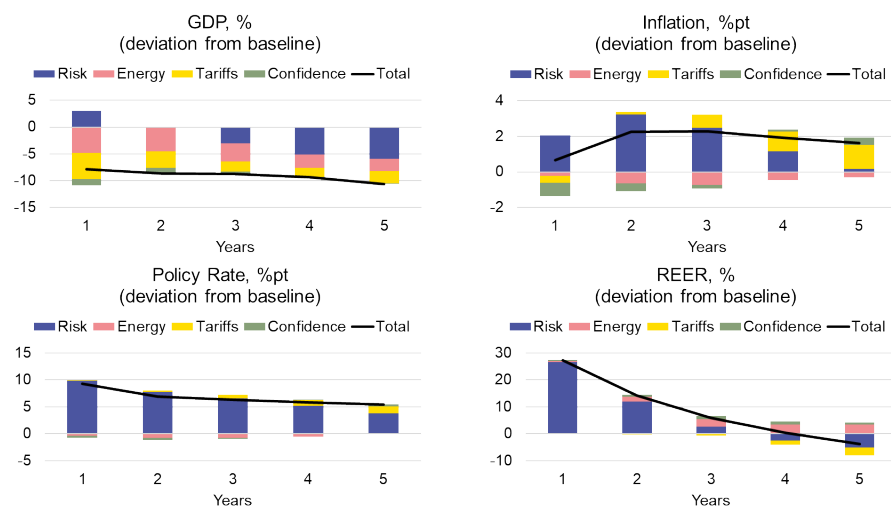 GDP, %
(deviation from baseline)
Risk Energy Tariffs Confidence Total
5
0
-5
-10
-15
1 2 3 4 5
Years
Inflation, %pt
(deviation from baseline)
Risk Energy Tariffs Confidence Total
4
2
0
-2
1 2 3 4 5
Years
Policy Rate, %pt
(deviation from baseline)
Risk Energy Tariffs Confidence Total
15
10
5
0
-5
1 2 3 4 5
Years
REER, %
(deviation from baseline)
Risk Energy Tariffs Confidence Total
30
20
10
0
-10
1 2 3 4 5
Years